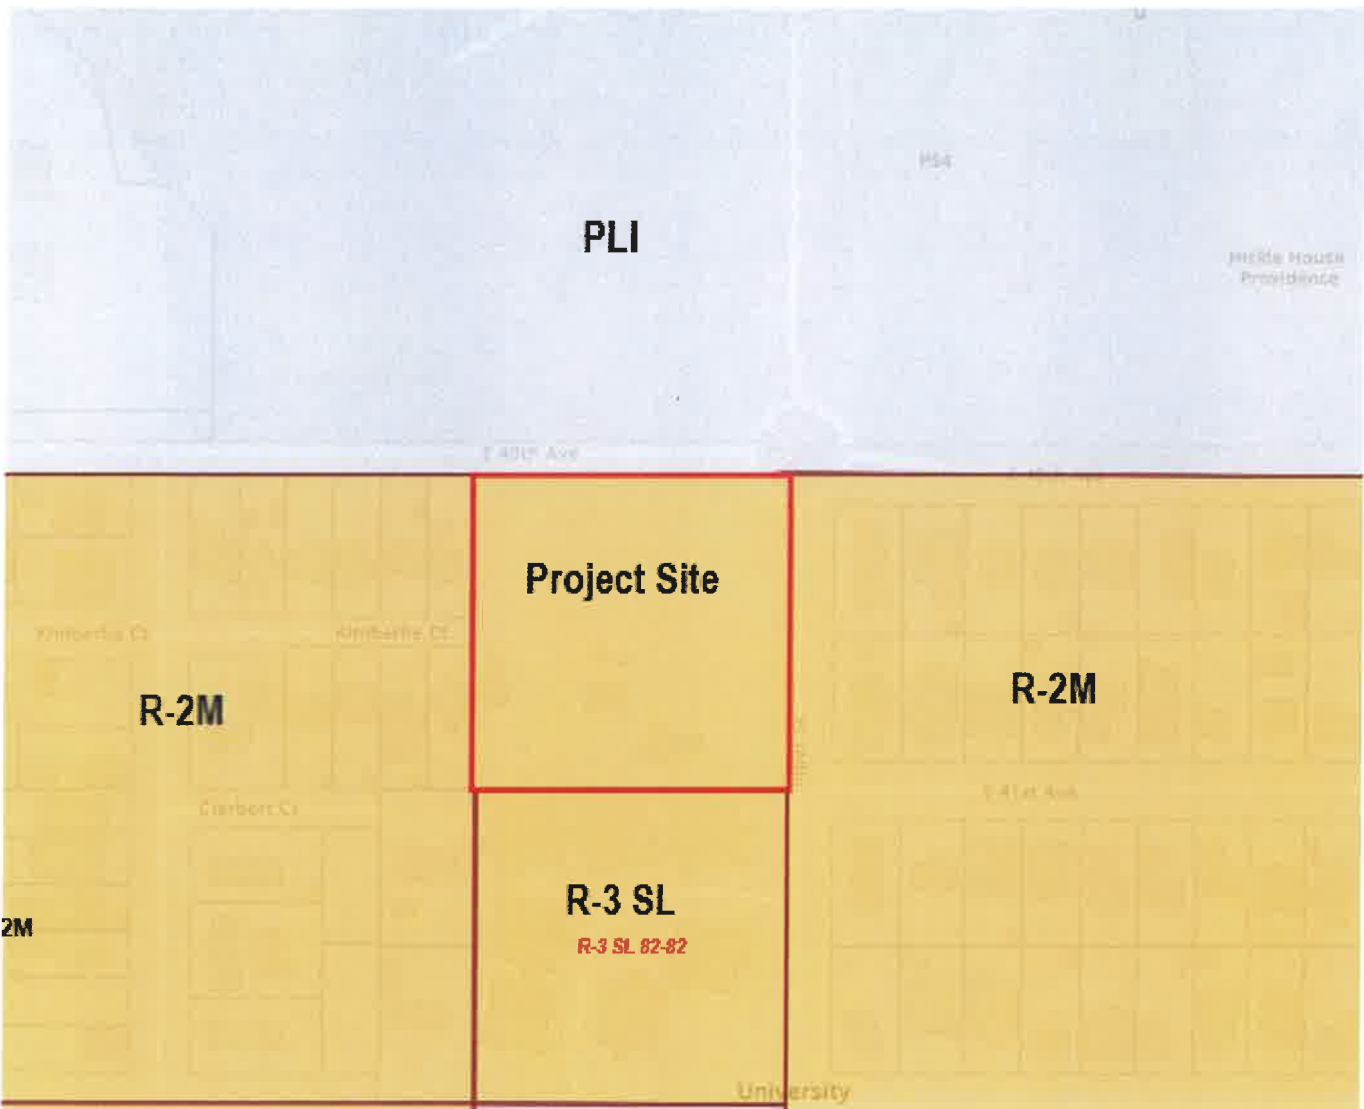 PLI
E 40th Ave
Project Site
Kimberlie Ct
Kimberlie Ct
R-2M
R-2M
E 41st Ave
R-3 SL
R-3 SL 82-82
2M
University